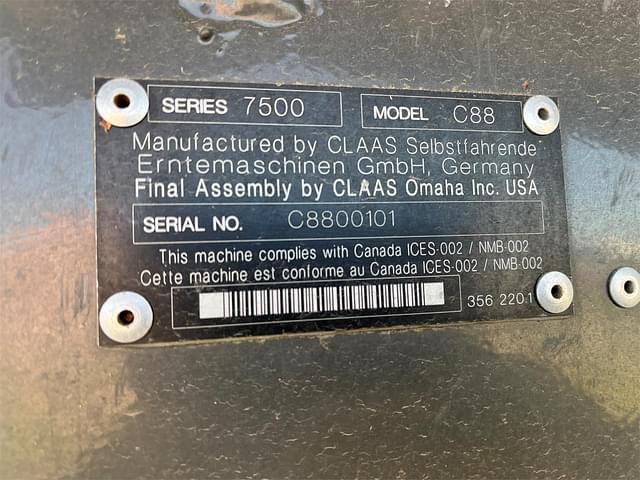 SERIES 7500 MODEL C88
Manufactured by CLAAS Selbstfahrende
Erntemaschinen GmbH, Germany
Final Assembly by CLAAS Omaha Inc. USA
SERIAL NO. C8800101
This machine complies with Canada ICES-002 / NMB-002
Cette machine est conforme au Canada ICES-002 / NMB-002
356 220.1